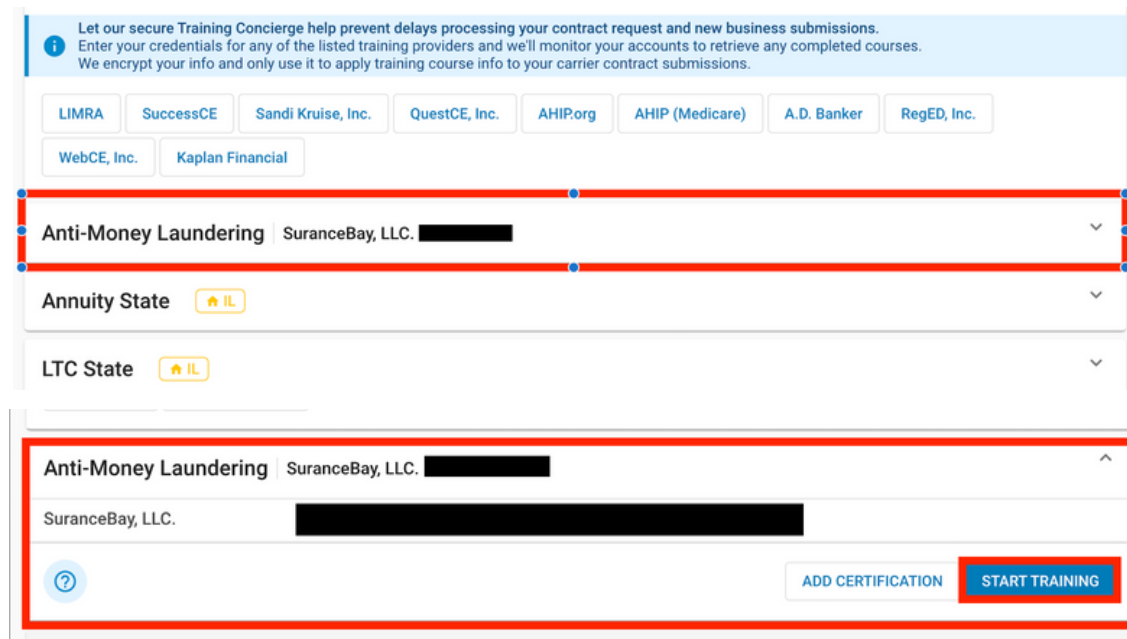 Let our secure Training Concierge help prevent delays processing your contract request and new business submissions.
Enter your credentials for any of the listed training providers and we'll monitor your accounts to retrieve any completed courses.
We encrypt your info and only use it to apply training course info to your carrier contract submissions.
LIMRA SuccessCE Sandi Kruise, Inc. QuestCE, Inc. AHIP.org AHIP (Medicare) A.D. Banker RegED, Inc.
WebCE, Inc. Kaplan Financial
Anti-Money Laundering SuranceBay, LLC.
Annuity State IL
LTC State IL
Anti-Money Laundering SuranceBay, LLC.
SuranceBay, LLC.
ADD CERTIFICATION START TRAINING